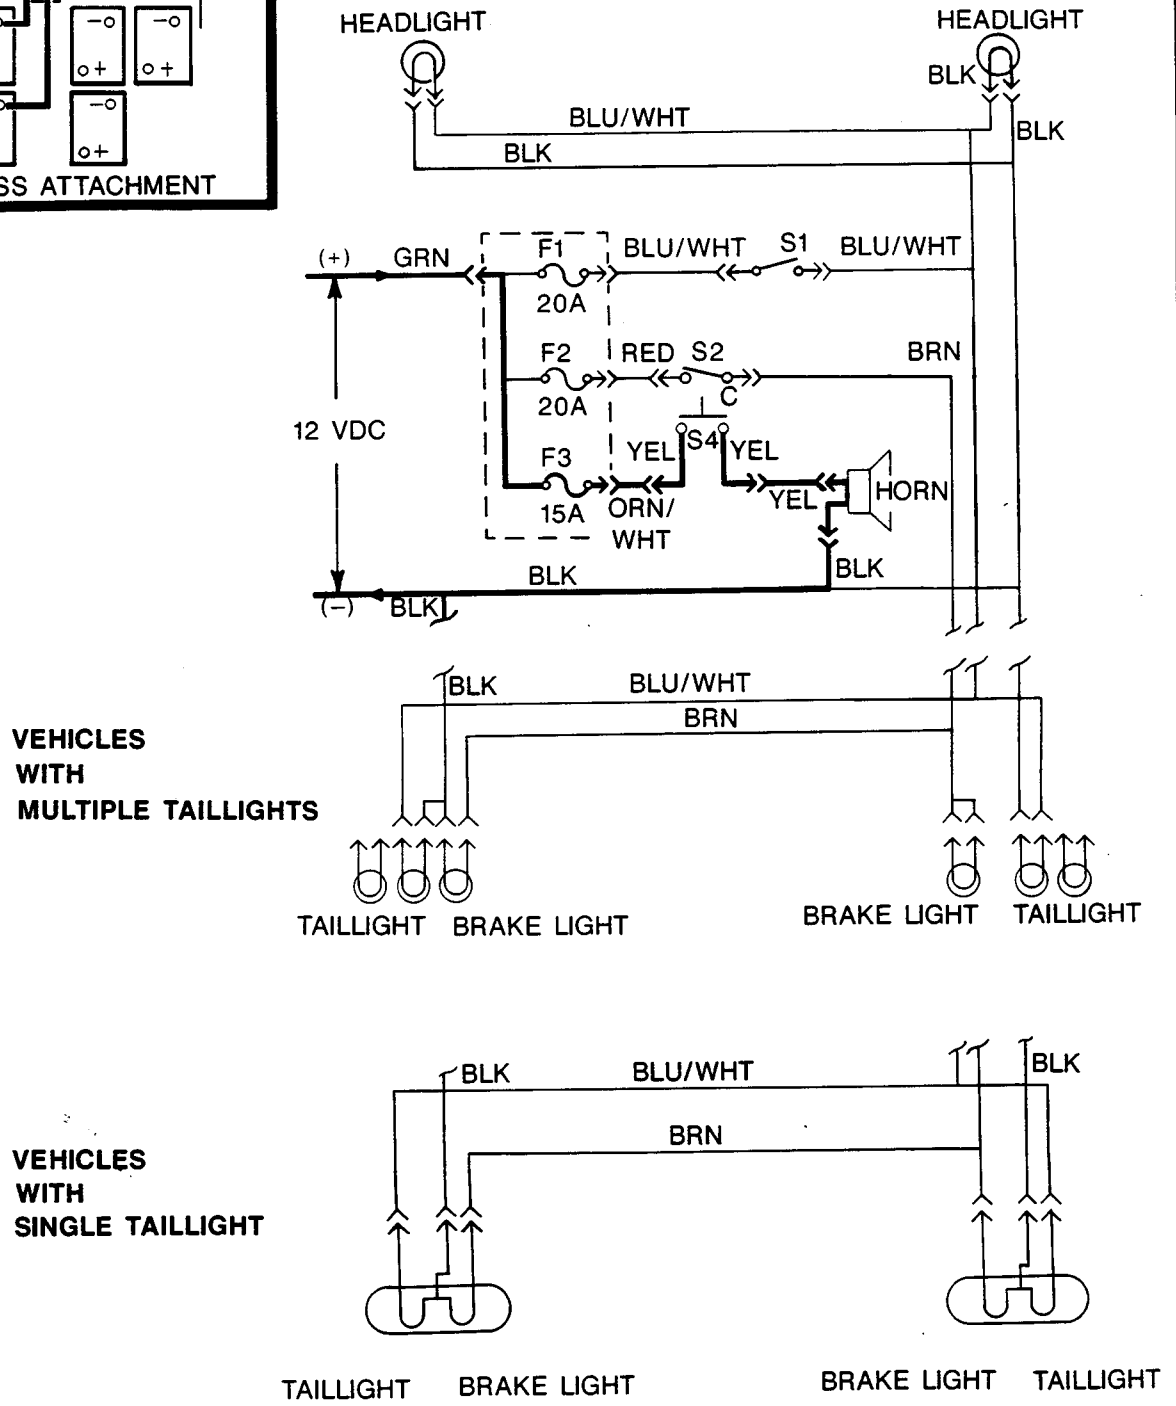 − +
− +
− +
SS ATTACHMENT
HEADLIGHT
HEADLIGHT
BLK
BLU/WHT
BLK
BLK
(+)
GRN
F1
20A
BLU/WHT
S1
BLU/WHT
F2
20A
RED
S2
C
BRN
12 VDC
F3
15A
YEL
S4
YEL
ORN/
WHT
YEL
HORN
BLK
BLK
(−)
BLK
BLK
BLU/WHT
BRN
VEHICLES
WITH
MULTIPLE TAILLIGHTS
TAILLIGHT
BRAKE LIGHT
BRAKE LIGHT
TAILLIGHT
BLK
BLU/WHT
BLK
BRN
VEHICLES
WITH
SINGLE TAILLIGHT
TAILLIGHT
BRAKE LIGHT
BRAKE LIGHT
TAILLIGHT